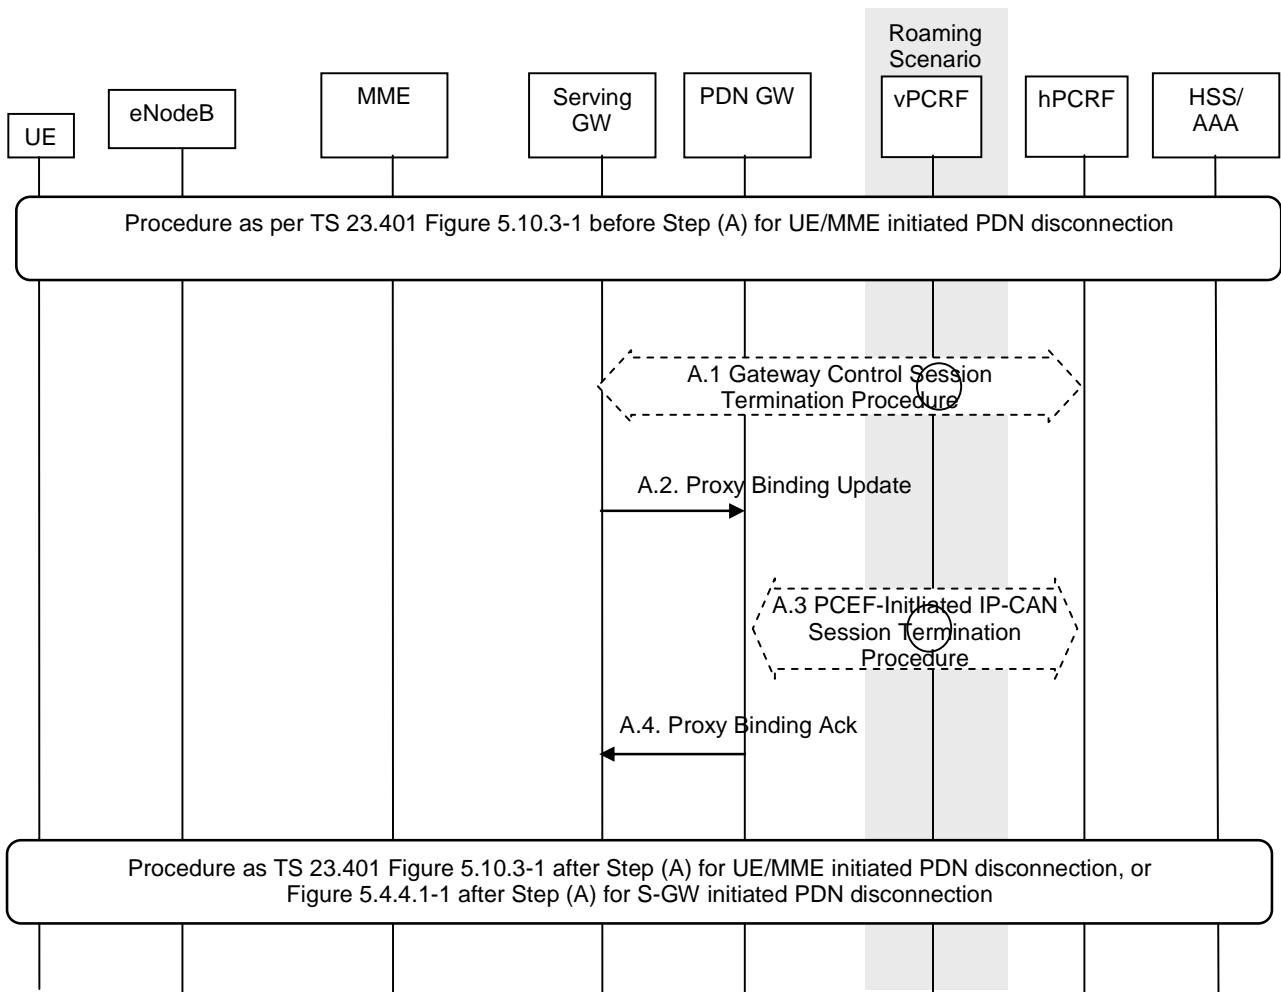 Roaming
Scenario
UE
eNodeB
MME
Serving
GW
PDN GW
vPCRF
hPCRF
HSS/
AAA
Procedure as per TS 23.401 Figure 5.10.3-1 before Step (A) for UE/MME initiated PDN disconnection
A.1 Gateway Control Session
Termination Procedure
A.2. Proxy Binding Update
A.3 PCEF-Initiated IP-CAN
Session Termination
Procedure
A.4. Proxy Binding Ack
Procedure as TS 23.401 Figure 5.10.3-1 after Step (A) for UE/MME initiated PDN disconnection, or
Figure 5.4.4.1-1 after Step (A) for S-GW initiated PDN disconnection